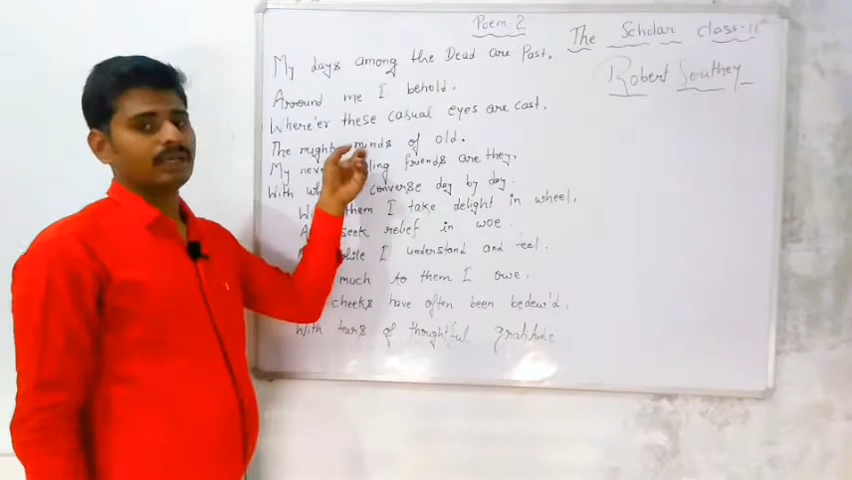 Poem 2
The Scholar class-11
Robert Southey
My days among the Dead are Past.
Arround me I behold.
Where'er these casual eyes are cast.
The mighty minds of old.
My friends are they,
With converse day by day.
them I take delight in wheel,
seek relief in woe.
I understand and feel.
much to them I owe.
cheeks have often been bedew'd.
With tears of thoughtful gratitude